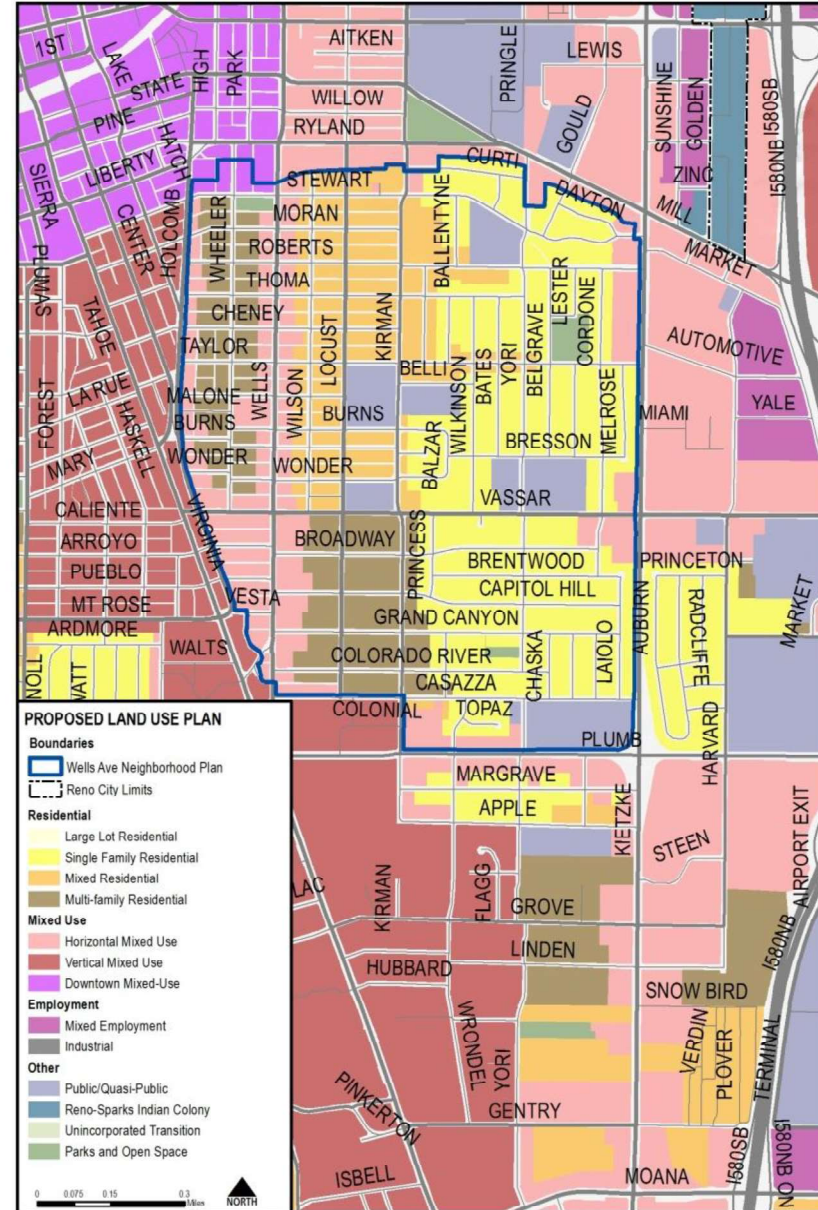 1ST
LAKE
STATE
HIGH
PARK
AITKEN
PRINGLE
LEWIS
SUNSHINE
GOLDEN
I580NB I580SB
PINE
WILLOW
RYLAND
GOULD
SIERRA
LIBERTY
HATCH
ZINC
CURTI
CENTER
HOLCOMB
STEWART
DAYTON
MILL
MARKET
PLUMAS
WHEELER
MORAN
BALLENTYNE
ROBERTS
THOMA
LESTER
CORDONE
TAHOE
CHENEY
LOCUST
KIRMAN
WILKINSON
BATES
YORI
BELGRAVE
AUTOMOTIVE
TAYLOR
BELLI
FOREST
LA RUE
HASKELL
MALONE
WELLS
WILSON
BURNS
BURNS
MELROSE
MIAMI
YALE
MARY
WONDER
WONDER
BALZAR
BRESSON
VASSAR
CALIENTE
VIRGINIA
ARROYO
BROADWAY
PRINCESS
BRENTWOOD
PRINCETON
PUEBLO
CAPITOL HILL
MT ROSE
VESTA
GRAND CANYON
AUBURN
RADCLIFFE
MARKET
ARDMORE
WALTS
COLORADO RIVER
CHASKA
LAIOLO
NOLL
WATT
CASAZZA
COLONIAL
TOPAZ
PLUMB
HARVARD
PROPOSED LAND USE PLAN
Boundaries
Wells Ave Neighborhood Plan
Reno City Limits
Residential
Large Lot Residential
Single Family Residential
Mixed Residential
Multi-family Residential
Mixed Use
Horizontal Mixed Use
Vertical Mixed Use
Downtown Mixed-Use
Employment
Mixed Employment
Industrial
Other
Public/Quasi-Public
Reno-Sparks Indian Colony
Unincorporated Transition
Parks and Open Space
0 0.075 0.15 0.3
Miles
NORTH
MARGRAVE
APPLE
KIETZKE
STEEN
AIRPORT EXIT
LAC
KIRMAN
FLAGG
GROVE
LINDEN
I580NB
HUBBARD
SNOW BIRD
WRONDEL
YORI
VERDIN
PLOVER
TERMINAL
PINKERTON
GENTRY
I580SB
I580NB ON
ISBELL
MOANA